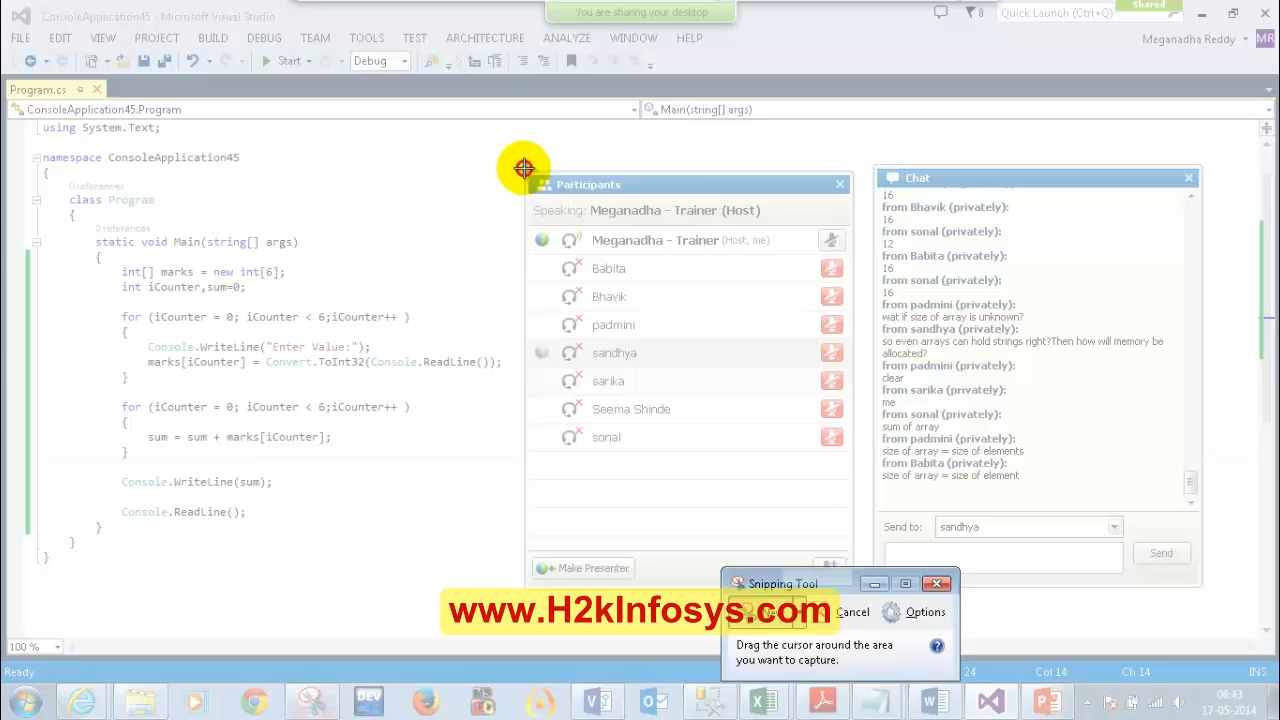 ConsoleApplication45 - Microsoft Visual Studio
You are sharing your desktop
Shared
8
Quick Launch (Ctrl+Q)
FILE EDIT VIEW PROJECT BUILD DEBUG TEAM TOOLS TEST ARCHITECTURE ANALYZE WINDOW HELP
Meganadha Reddy
MR
Start
Debug
Program.cs
ConsoleApplication45.Program
Main(string[] args)
using System.Text;
namespace ConsoleApplication45
{
0 references
class Program
{
0 references
static void Main(string[] args)
{
int[] marks = new int[6];
int iCounter,sum=0;
for (iCounter = 0; iCounter < 6;iCounter++ )
{
Console.WriteLine("Enter Value:");
marks[iCounter] = Convert.ToInt32(Console.ReadLine());
}
for (iCounter = 0; iCounter < 6;iCounter++ )
{
sum = sum + marks[iCounter];
}
Console.WriteLine(sum);
Console.ReadLine();
}
}
}
Participants
Speaking: Meganadha - Trainer (Host)
Meganadha - Trainer (Host, me)
Babita
Bhavik
padmini
sandhya
sarika
Seema Shinde
sonal
Make Presenter
Chat
16
from Bhavik (privately):
16
from sonal (privately):
12
from Babita (privately):
16
from sonal (privately):
16
from padmini (privately):
wat if size of array is unknown?
from sandhya (privately):
so even arrays can hold strings right?Then how will memory be
allocated?
from padmini (privately):
clear
from sarika (privately):
me
from sonal (privately):
sum of array
from padmini (privately):
size of array = size of elements
from Babita (privately):
size of array = size of element
Send to: sandhya
Send
Snipping Tool
New
Cancel
Options
Drag the cursor around the area
you want to capture.
www.H2kInfosys.com
100 %
Ready
24
Col 14
Ch 14
INS
DEV
06:43
17-05-2014